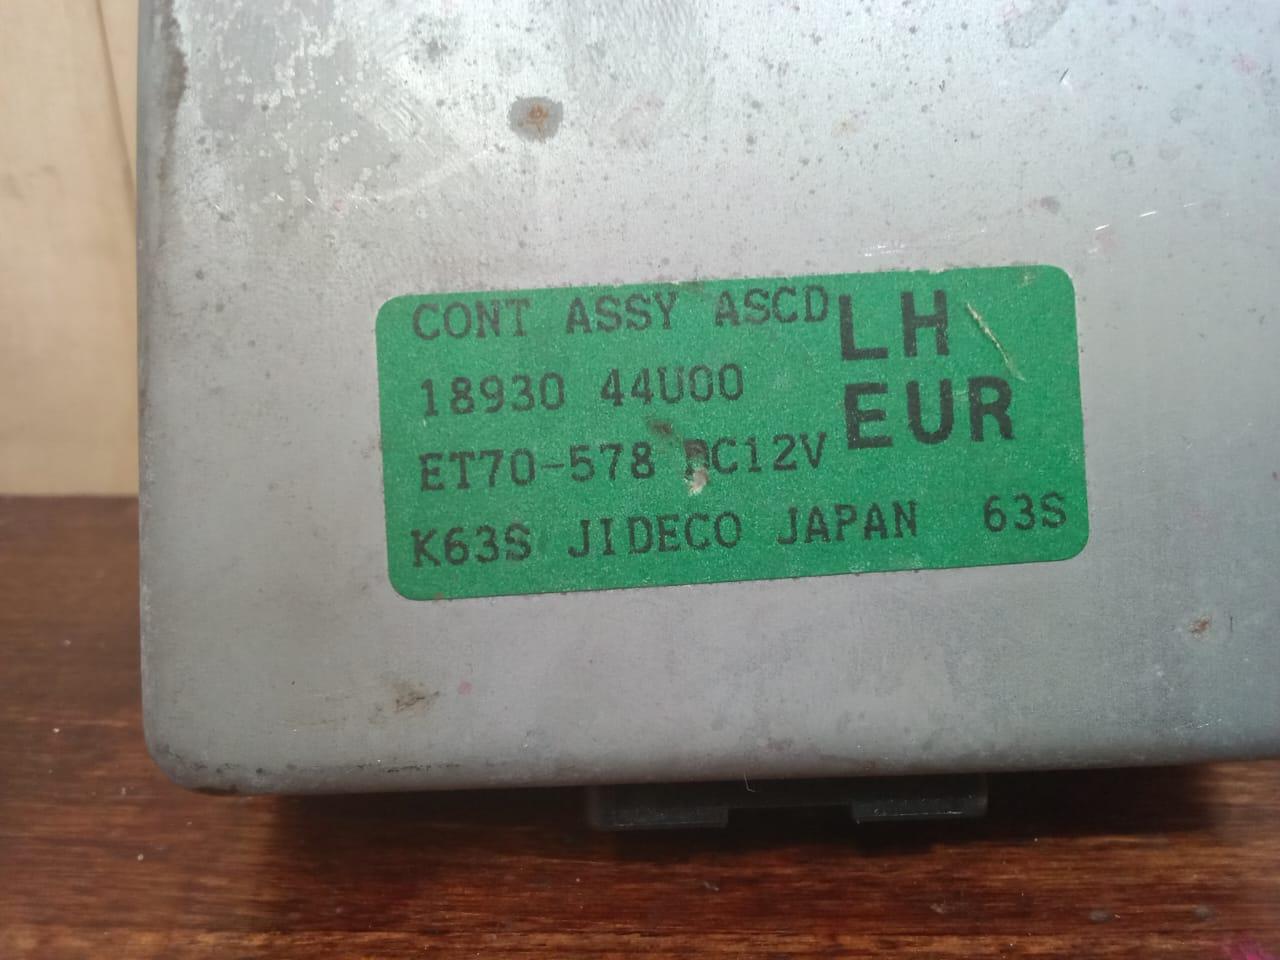 CONT ASSY ASCD LH
18930 44U00 EUR
ET70-578 DC12V
K63S JIDECO JAPAN 63S